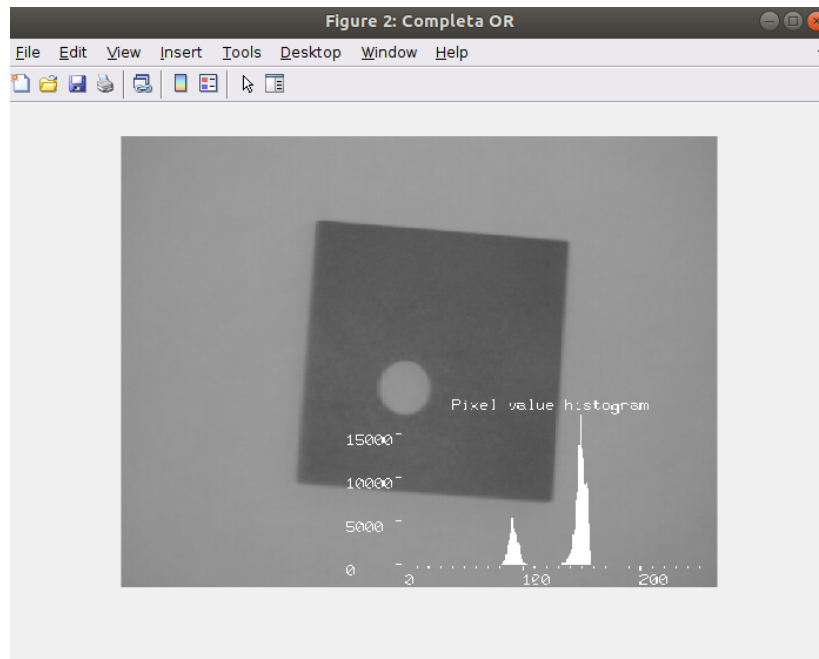 Figure 2: Completa OR
File Edit View Insert Tools Desktop Window Help
Pixel value histogram
15000
10000
5000
0
0 100 200